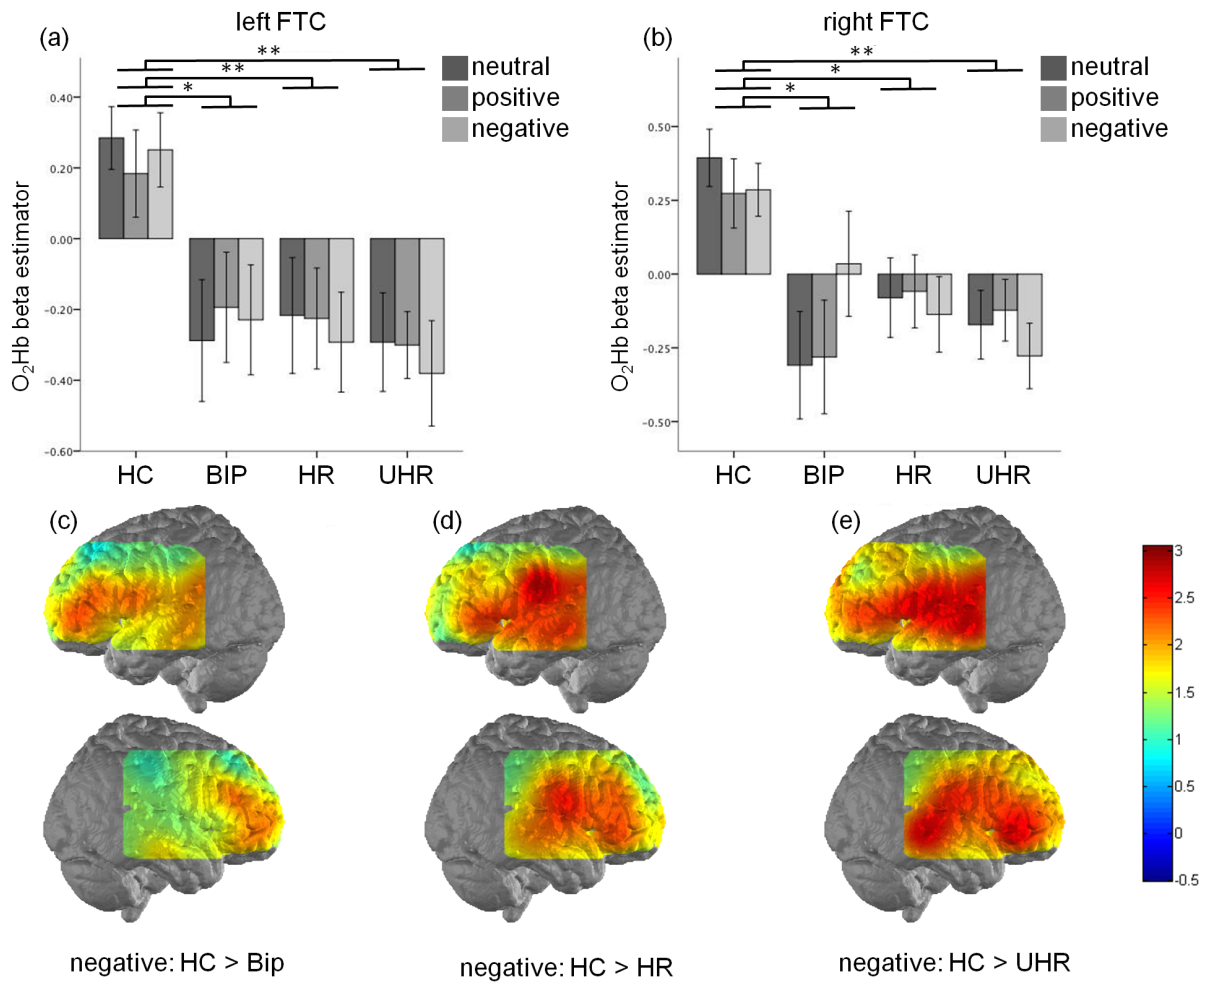 left FTC
(a)
**
**
*
neutral
positive
negative
0.40
0.20
0.00
-0.20
-0.40
-0.60
O2Hb beta estimator
HC BIP HR UHR
right FTC
(b)
**
*
*
neutral
positive
negative
0.50
0.25
0.00
-0.25
-0.50
O2Hb beta estimator
HC BIP HR UHR
(c)
(d)
(e)
3
2.5
2
1.5
1
0.5
0
-0.5
negative: HC > Bip
negative: HC > HR
negative: HC > UHR